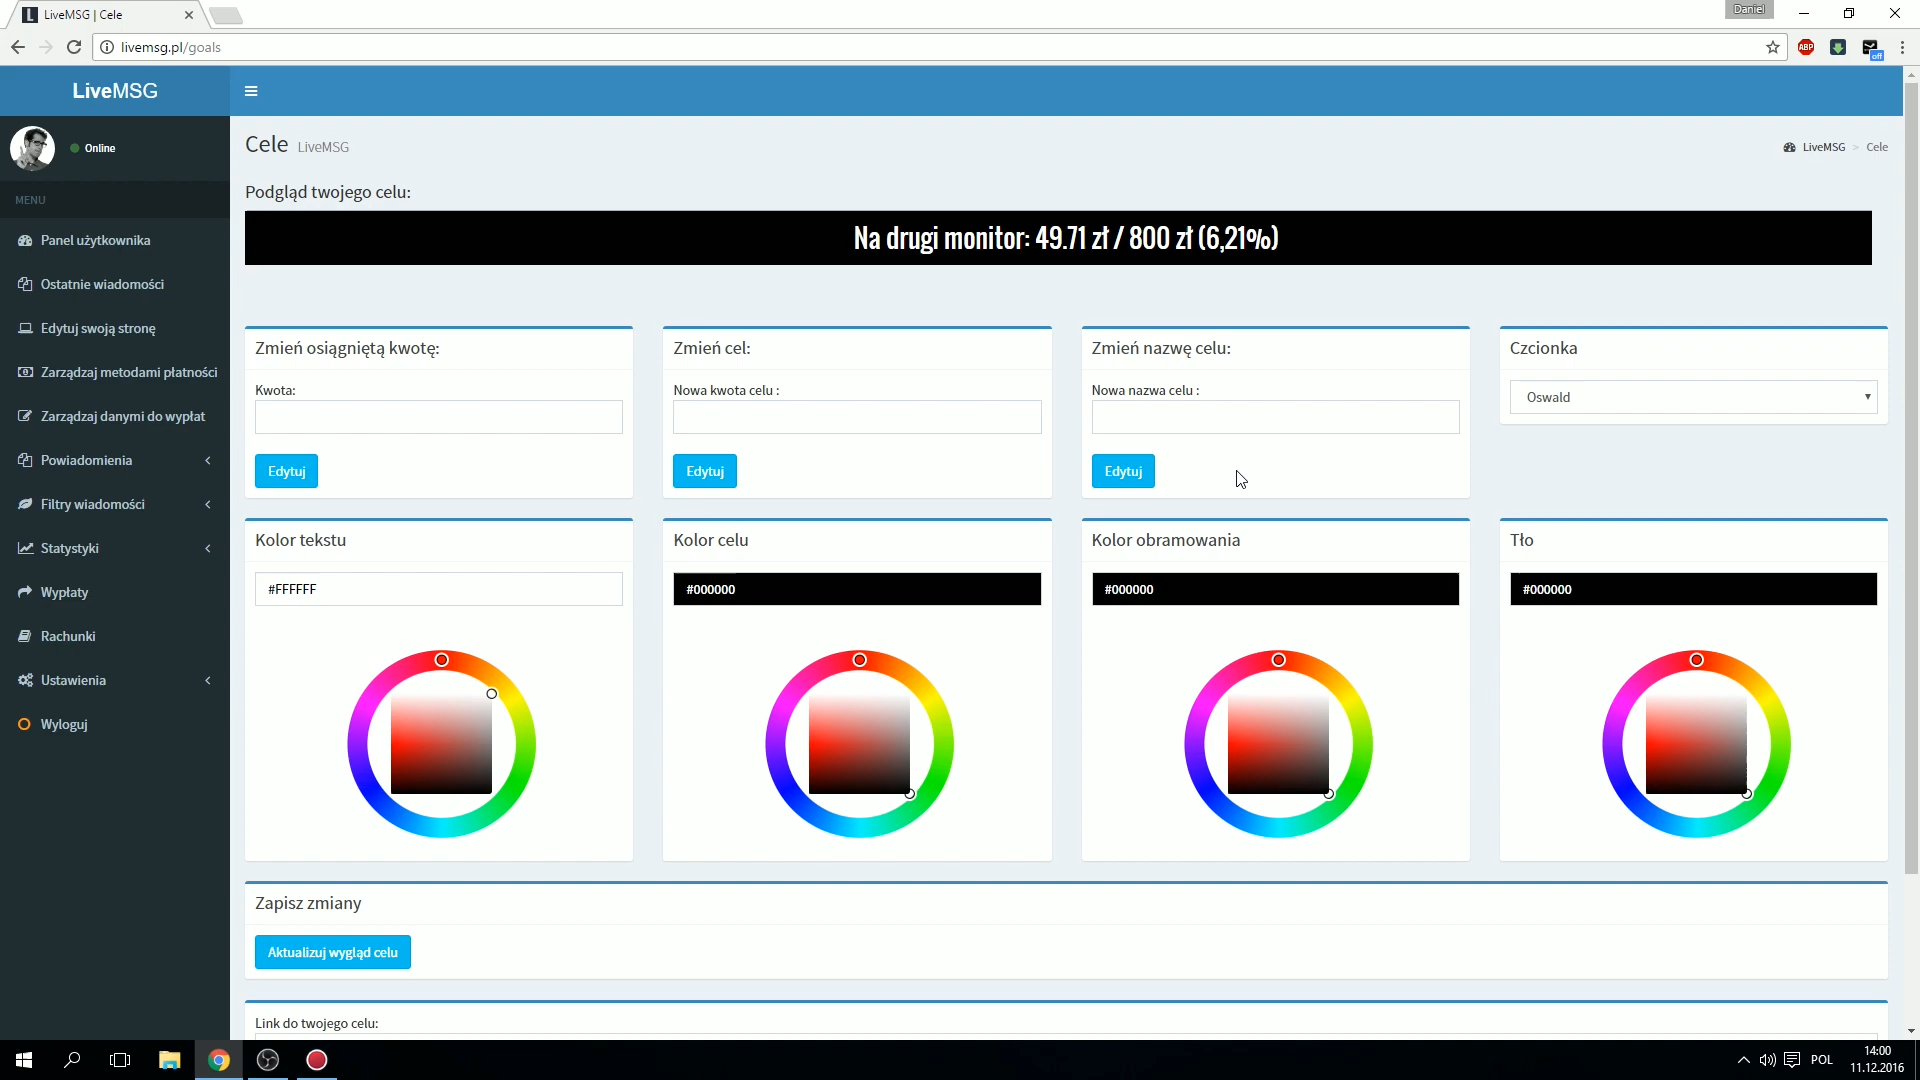 LiveMSG | Cele
Daniel
livemsg.pl/goals
ABP
off
LiveMSG
Online
Cele LiveMSG
LiveMSG > Cele
MENU
Podgląd twojego celu:
Na drugi monitor: 49.71 zł / 800 zł (6,21%)
Panel użytkownika
Ostatnie wiadomości
Edytuj swoją stronę
Zarządzaj metodami płatności
Zarządzaj danymi do wypłat
Powiadomienia
Filtry wiadomości
Statystyki
Wypłaty
Rachunki
Ustawienia
Wyloguj
Zmień osiągniętą kwotę:
Kwota:
Edytuj
Zmień cel:
Nowa kwota celu :
Edytuj
Zmień nazwę celu:
Nowa nazwa celu :
Edytuj
Czcionka
Oswald
Kolor tekstu
#FFFFFF
Kolor celu
#000000
Kolor obramowania
#000000
Tło
#000000
Zapisz zmiany
Aktualizuj wygląd celu
Link do twojego celu:
POL
14:00
11.12.2016